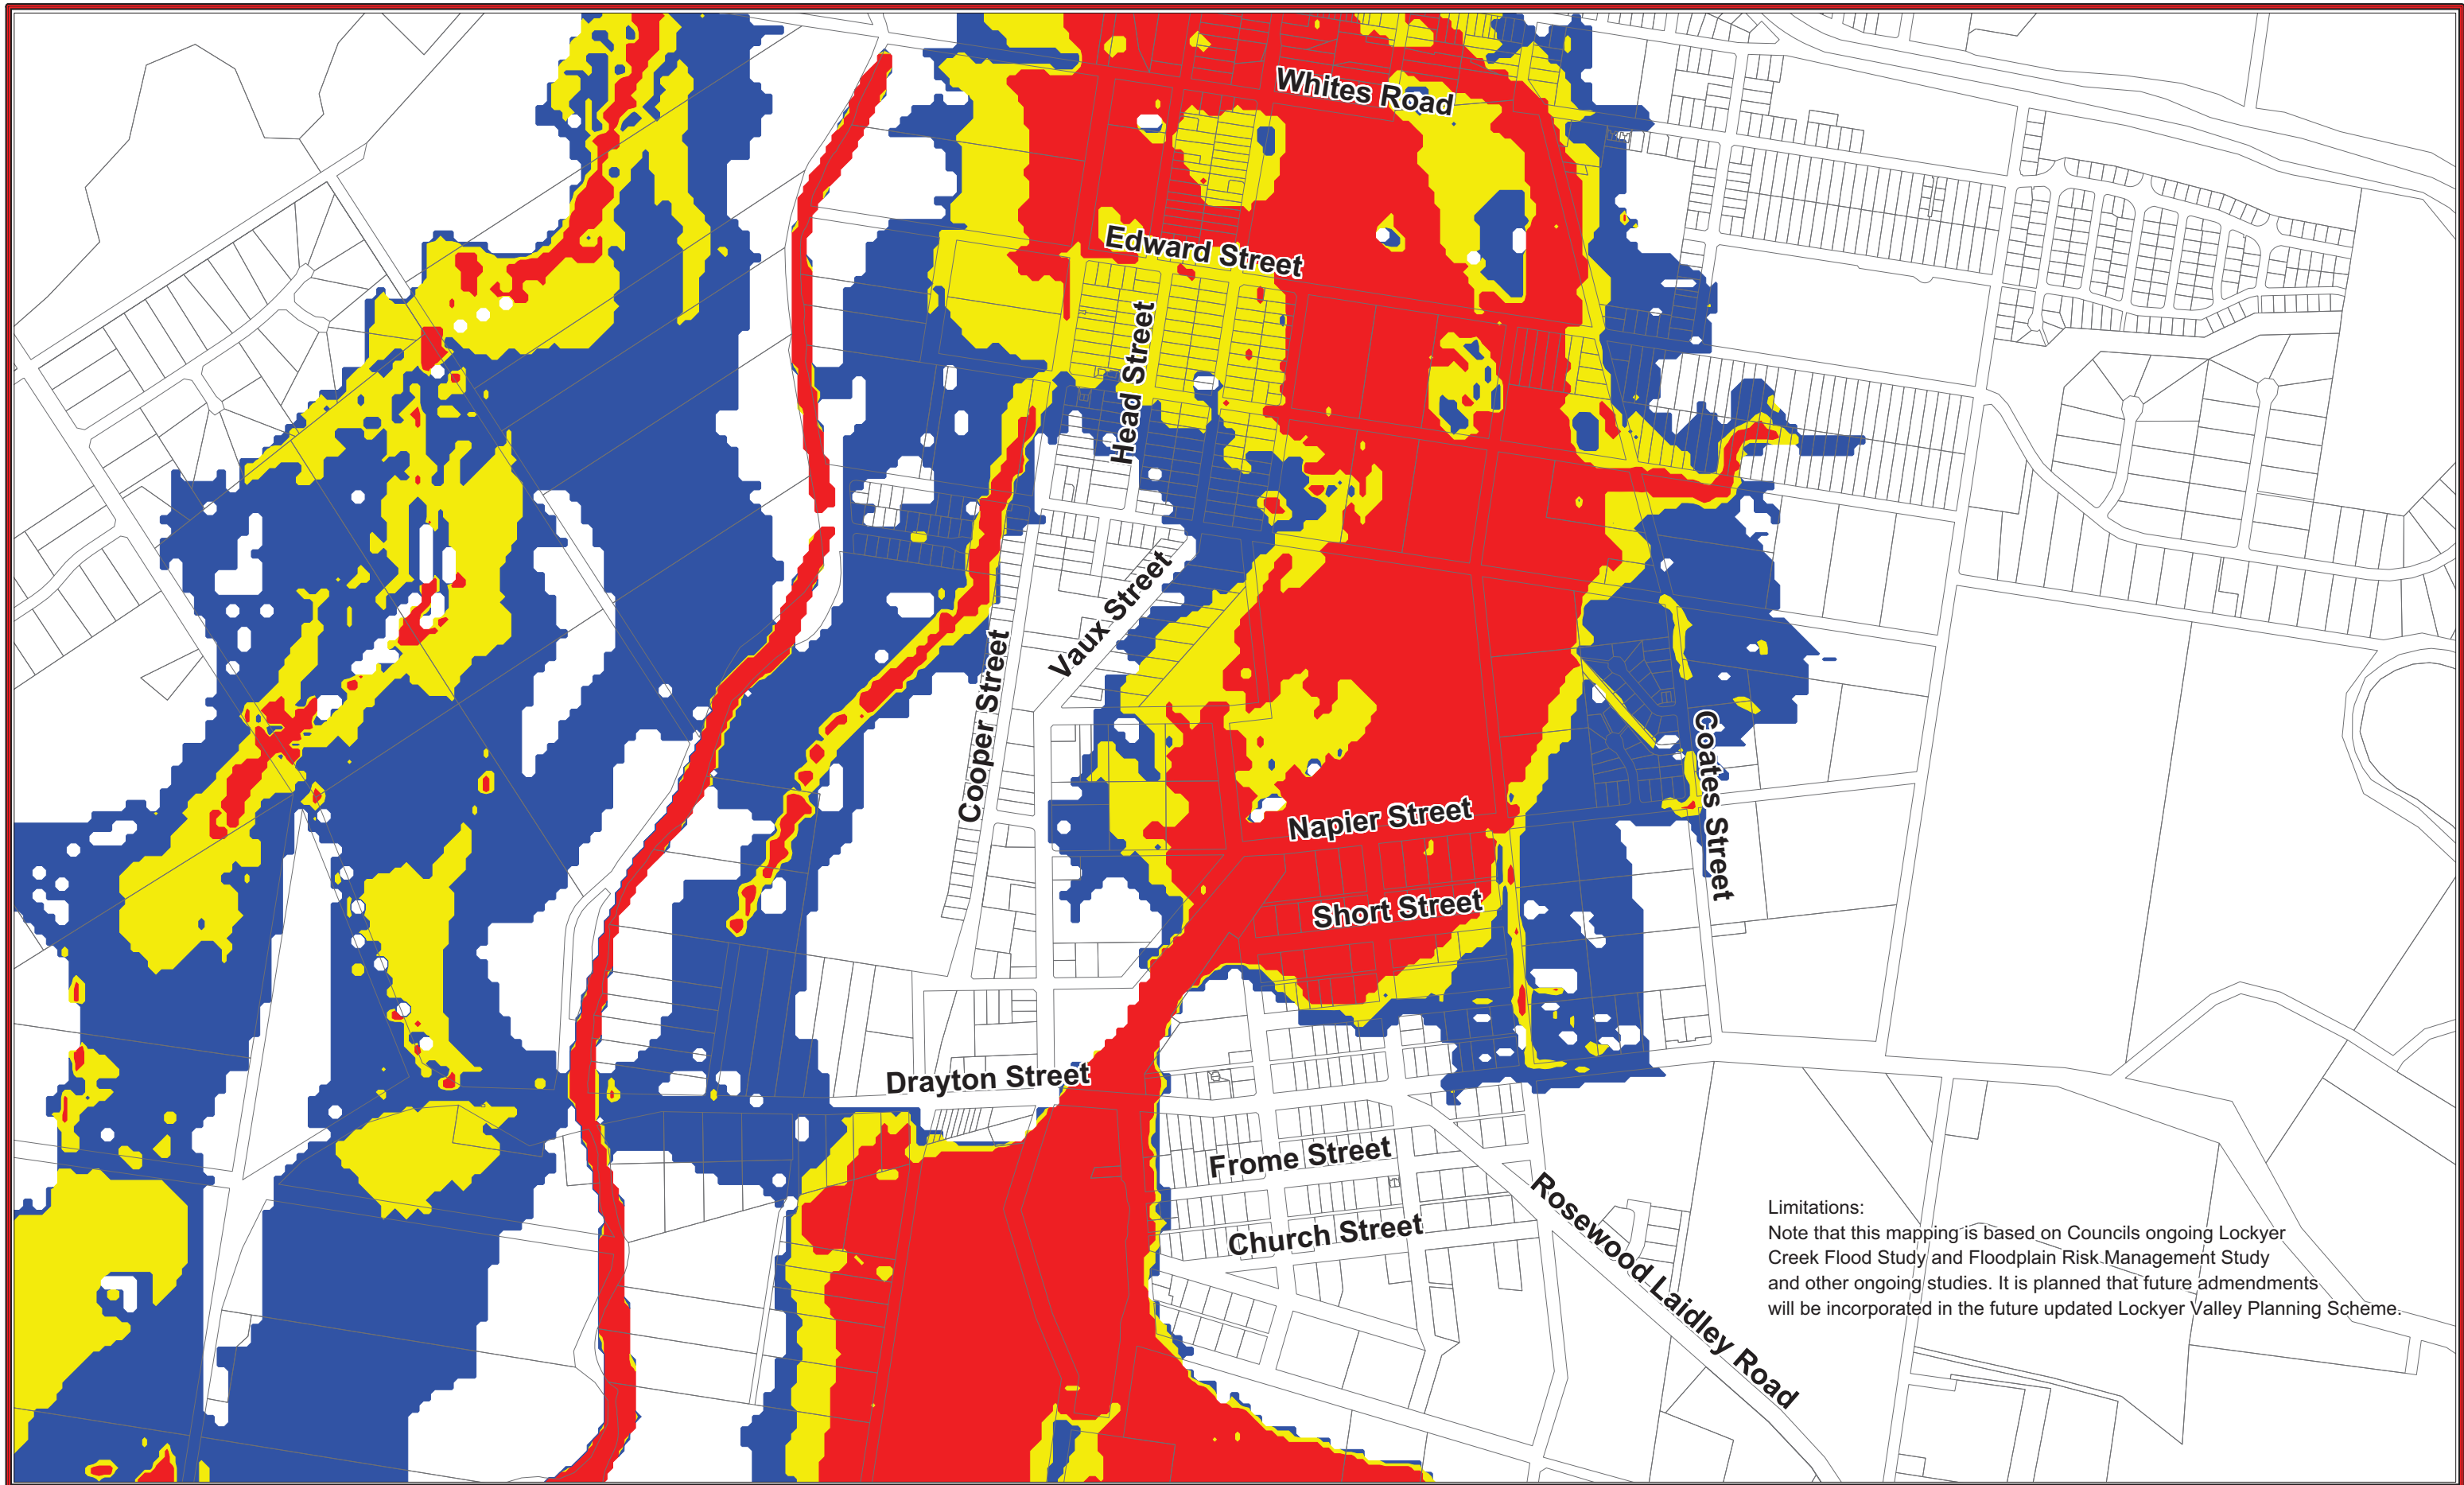 Whites Road
Edward Street
Head Street
Vaux Street
Cooper Street
Coates Street
Napier Street
Short Street
Drayton Street
Frome Street
Church Street
Rosewood Laidley Road
Limitations:
Note that this mapping is based on Councils ongoing Lockyer
Creek Flood Study and Floodplain Risk Management Study
and other ongoing studies. It is planned that future admendments
will be incorporated in the future updated Lockyer Valley Planning Scheme.